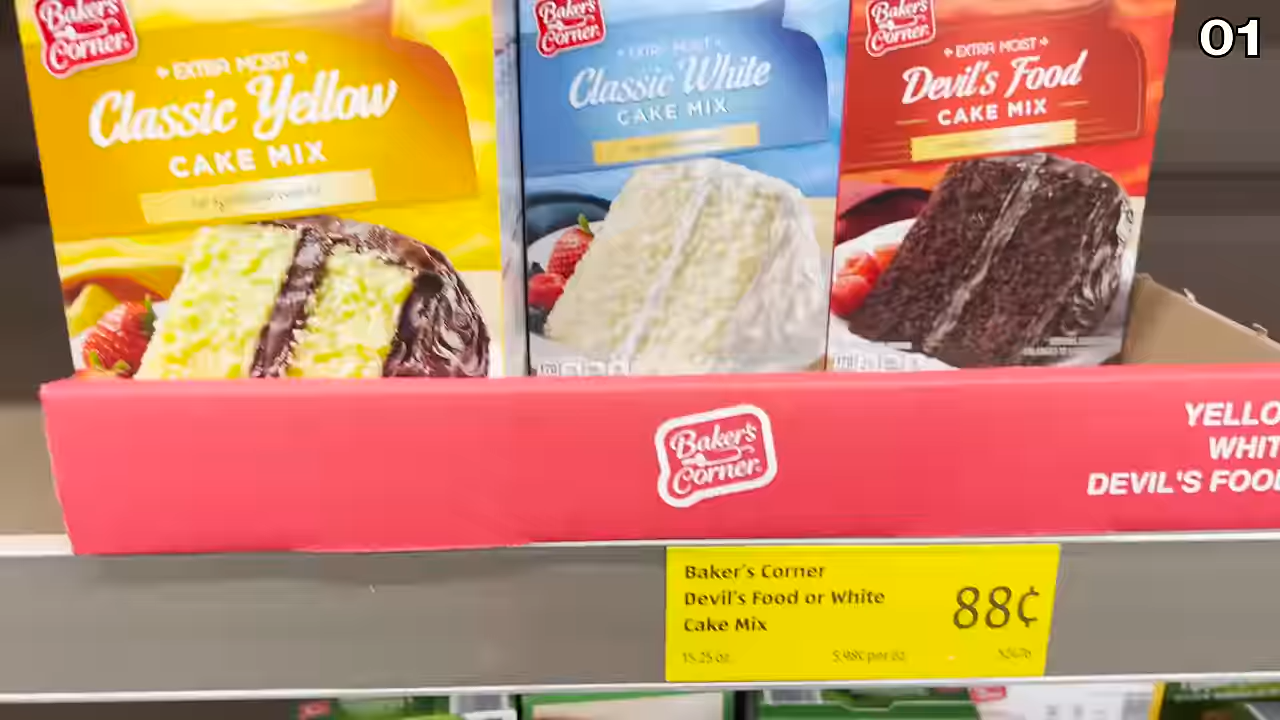 01
Baker's
Corner
EXTRA MOIST
Classic Yellow
CAKE MIX
Baker's
Corner
EXTRA MOIST
Classic White
CAKE MIX
Baker's
Corner
EXTRA MOIST
Devil's Food
CAKE MIX
Baker's
Corner
YELLO
WHIT
DEVIL'S FOO
Baker's Corner
Devil's Food or White
Cake Mix
88¢
15.25 oz.
per oz.